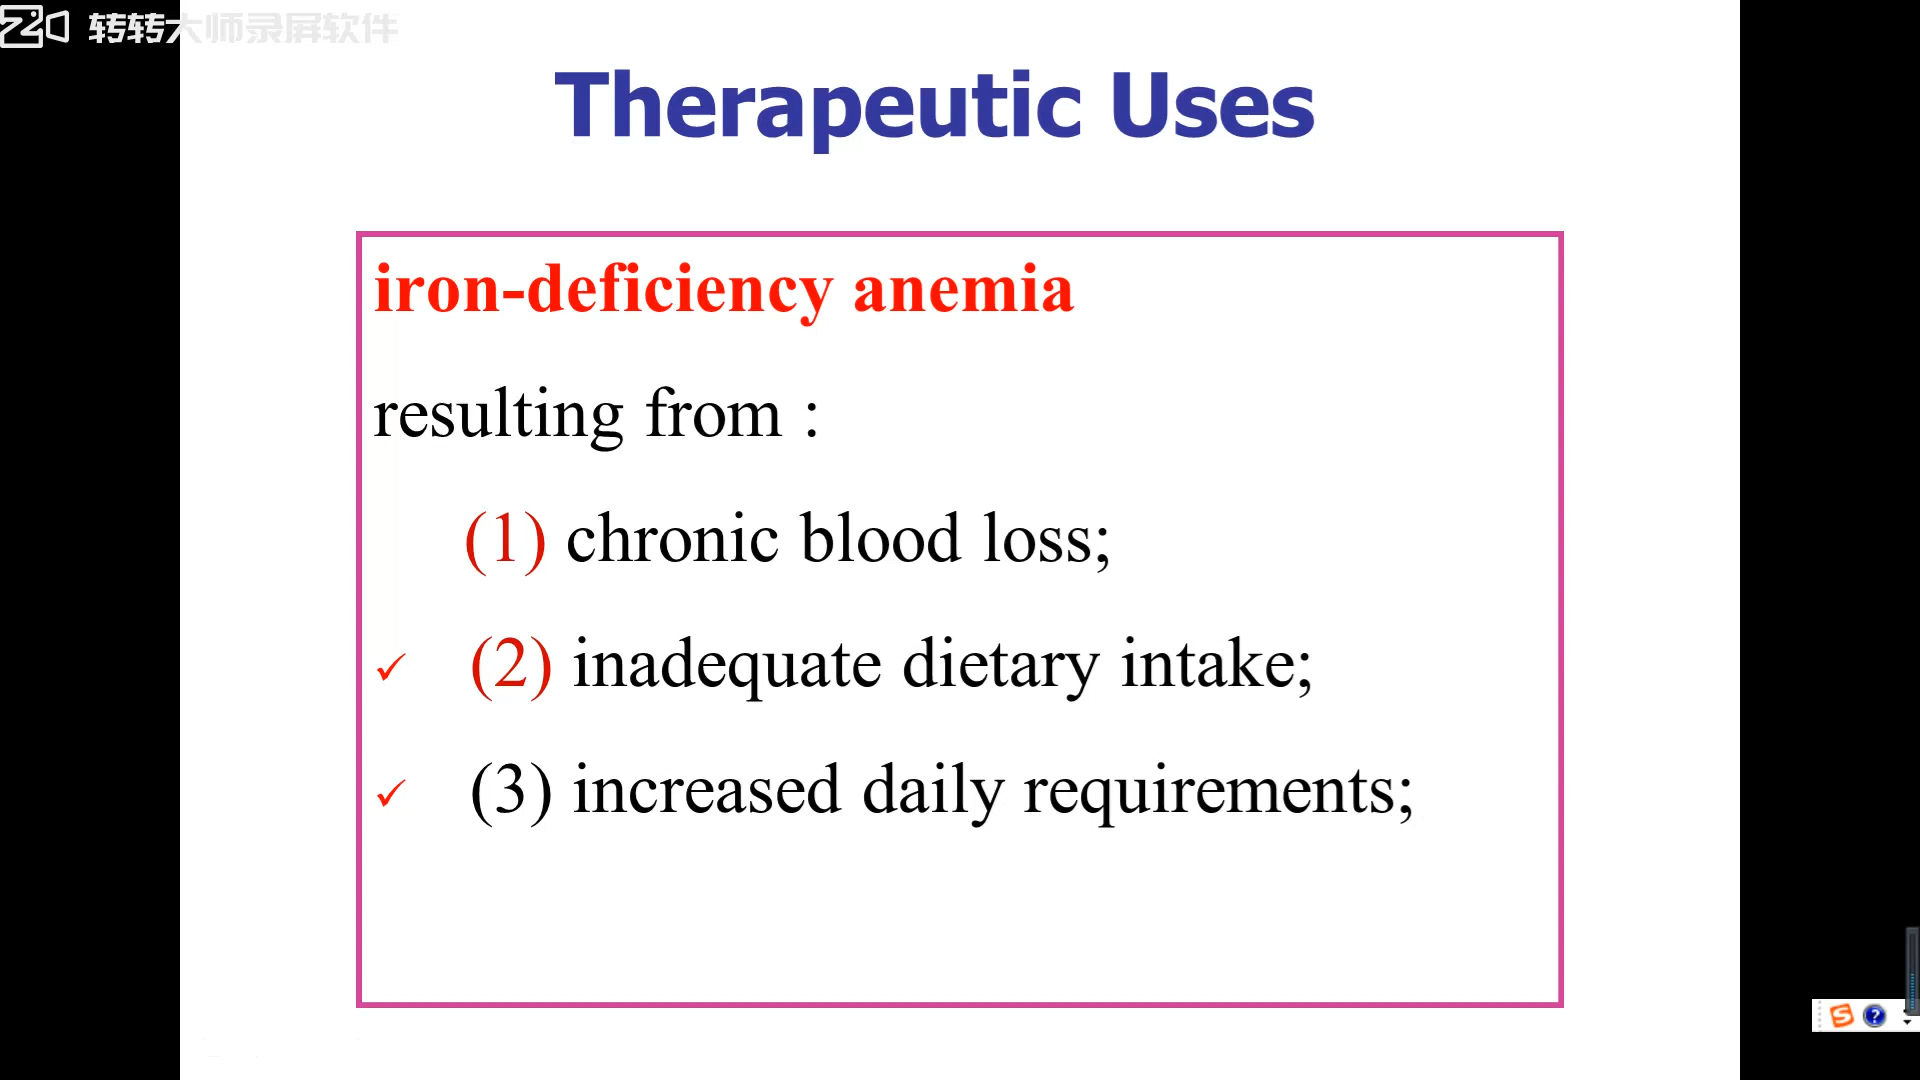 转转大师录屏软件
Therapeutic Uses
iron-deficiency anemia
resulting from :
(1) chronic blood loss;
✓ (2) inadequate dietary intake;
✓ (3) increased daily requirements;